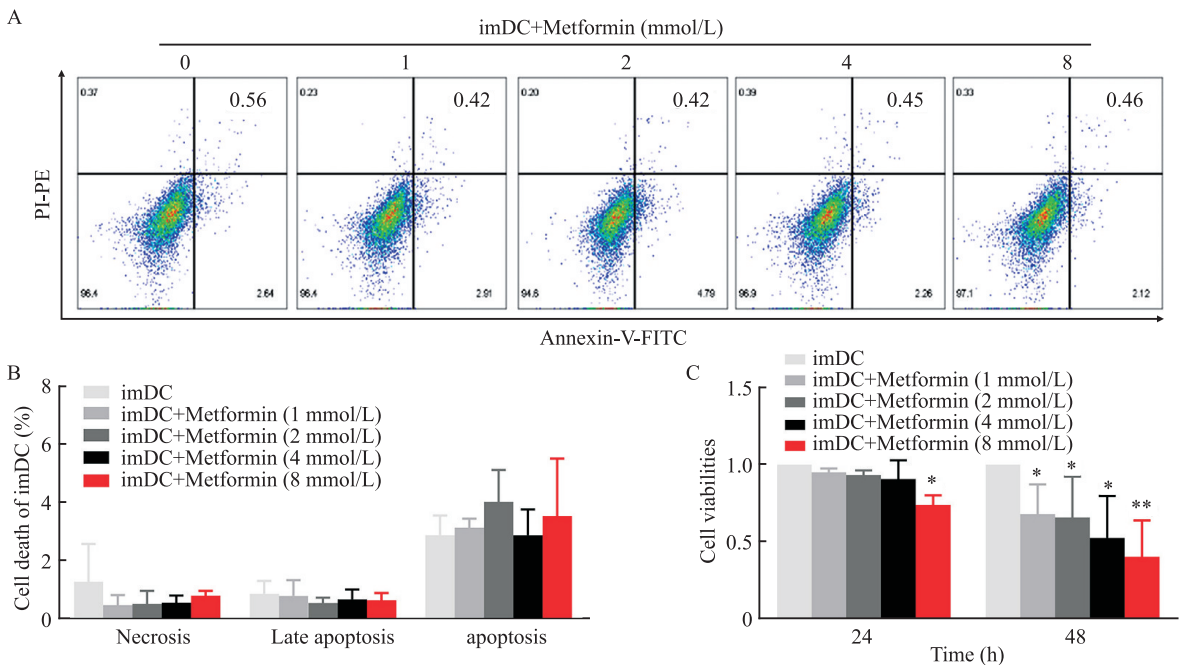 A
imDC+Metformin (mmol/L)
0 1 2 4 8
0.37 0.56 0.23 0.42 0.20 0.42 0.39 0.45 0.33 0.46
PI-PE
96.4 2.64 96.4 2.91 94.6 4.79 96.9 2.26 97.1 2.12
Annexin-V-FITC
B
Cell death of imDC (%)
8
6
4
2
0
imDC
imDC+Metformin (1 mmol/L)
imDC+Metformin (2 mmol/L)
imDC+Metformin (4 mmol/L)
imDC+Metformin (8 mmol/L)
Necrosis Late apoptosis apoptosis
C
Cell viabilities
1.5
1.0
0.5
0
imDC
imDC+Metformin (1 mmol/L)
imDC+Metformin (2 mmol/L)
imDC+Metformin (4 mmol/L)
imDC+Metformin (8 mmol/L)
* * * * **
24 48
Time (h)